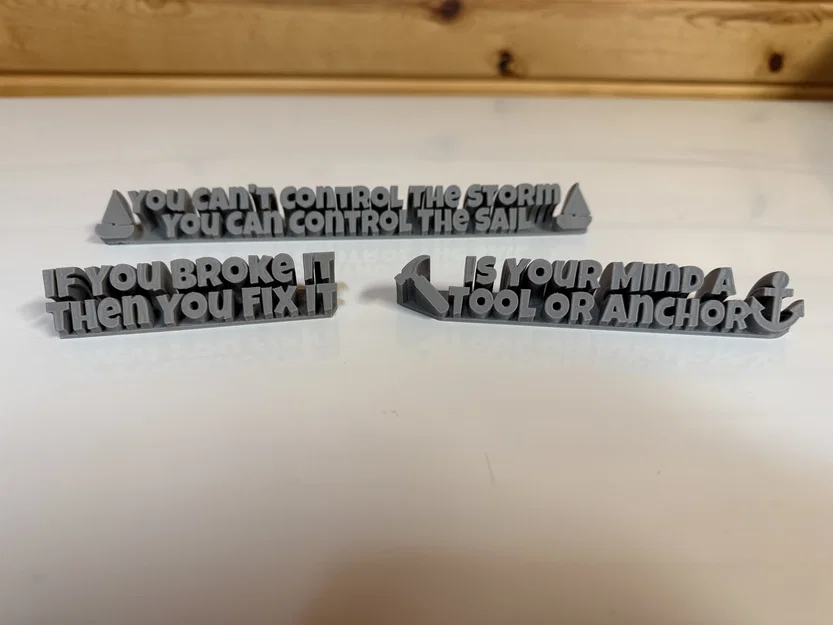 YOU CAN'T CONTROL THE STORM
YOU CAN CONTROL THE SAIL
IF YOU BROKE IT
THEN YOU FIX IT
IS YOUR MIND A
TOOL OR ANCHOR